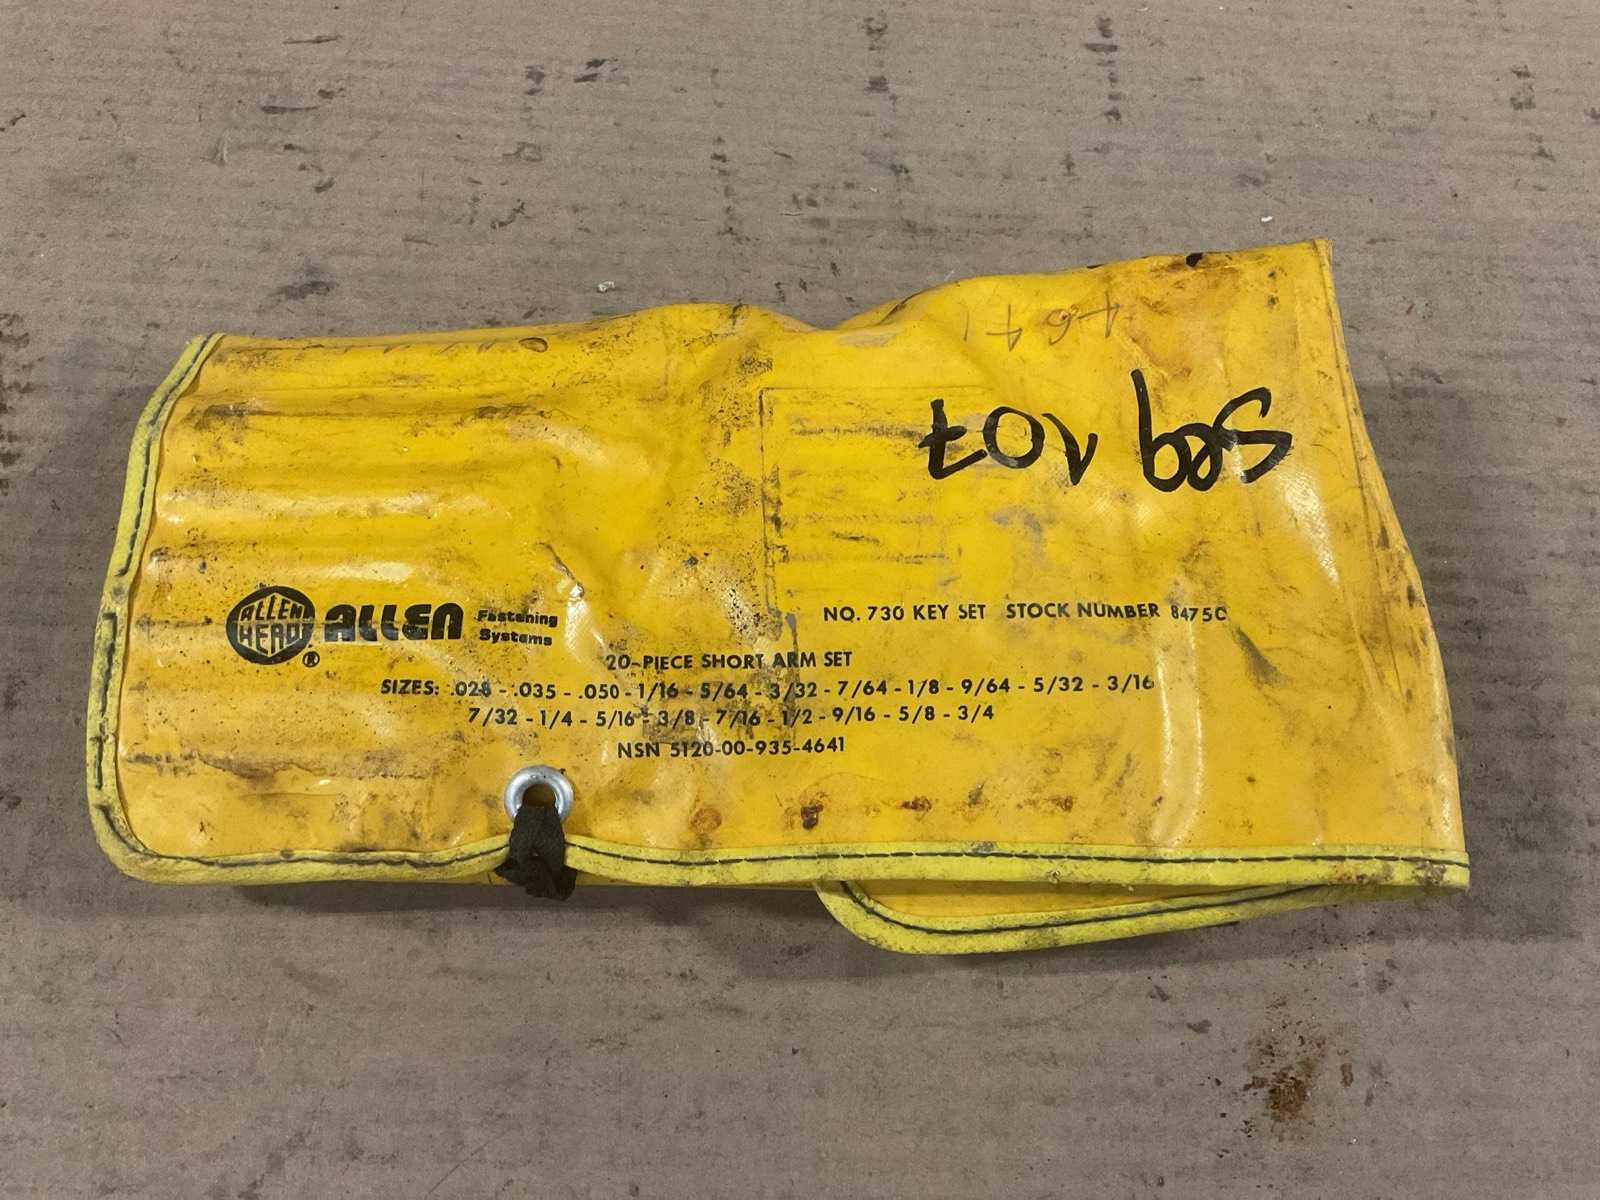 4641
ALLEN
HEAD
®
ALLEN Fastening
Systems
NO. 730 KEY SET STOCK NUMBER 8475C
20-PIECE SHORT ARM SET
SIZES: .028 - .035 - .050 - 1/16 - 5/64 - 3/32 - 7/64 - 1/8 - 9/64 - 5/32 - 3/16
7/32 - 1/4 - 5/16 - 3/8 - 7/16 - 1/2 - 9/16 - 5/8 - 3/4
NSN 5120-00-935-4641